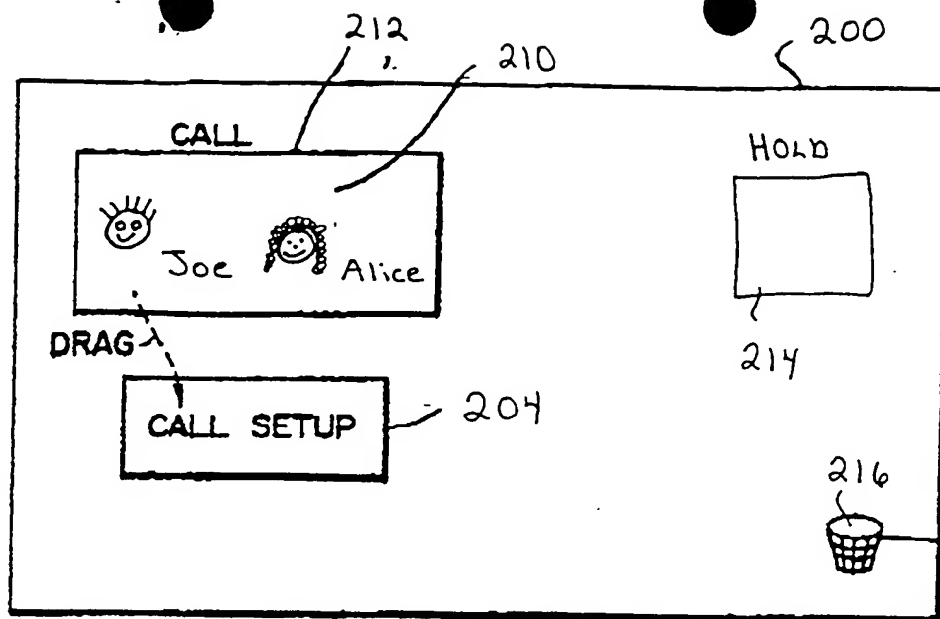 212
210
200
CALL
HOLD
Joe
Alice
DRAG
214
CALL SETUP
204
216